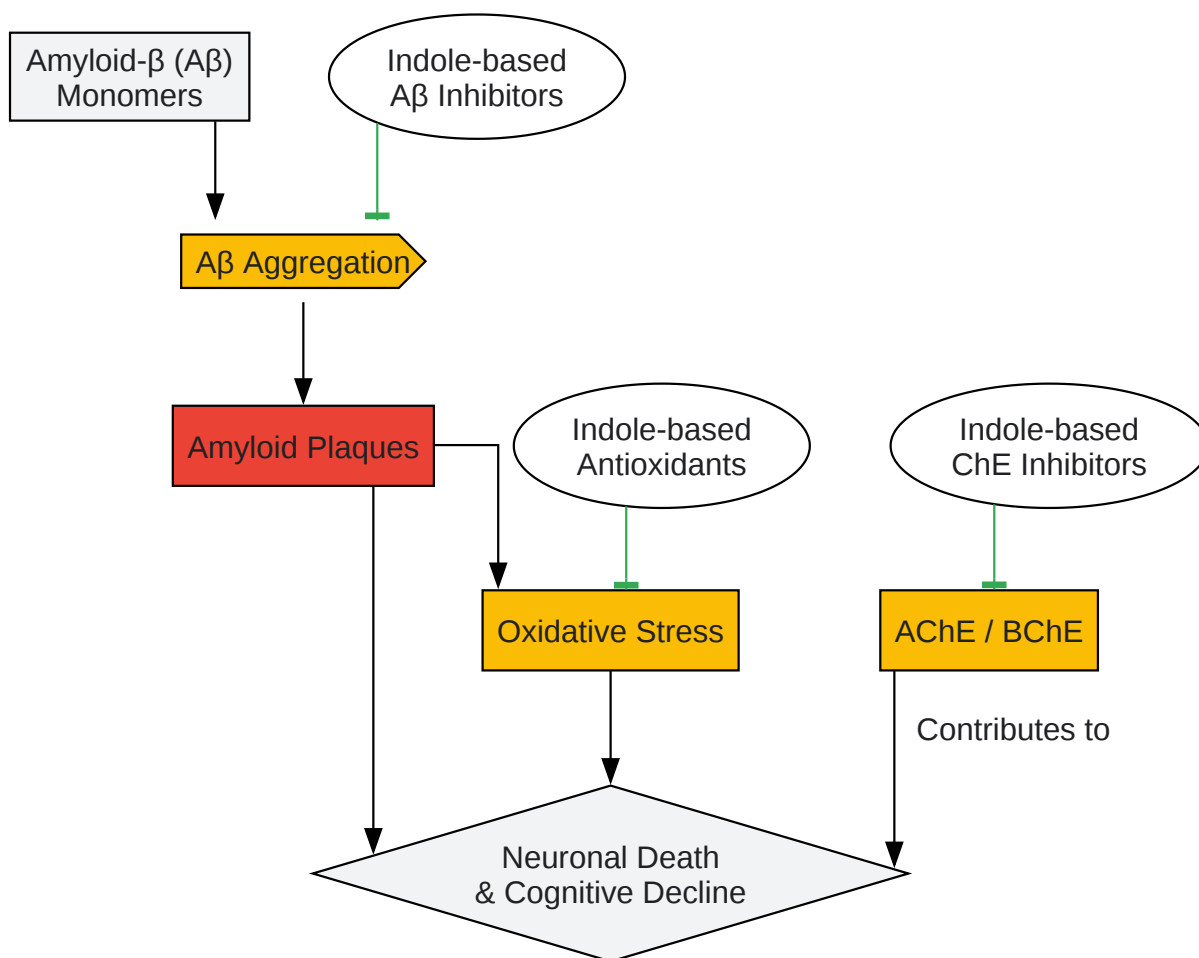 Amyloid-β (Aβ)
Monomers
Indole-based
Aβ Inhibitors
Aβ Aggregation
Amyloid Plaques
Indole-based
Antioxidants
Indole-based
ChE Inhibitors
Oxidative Stress
AChE / BChE
Contributes to
Neuronal Death
& Cognitive Decline